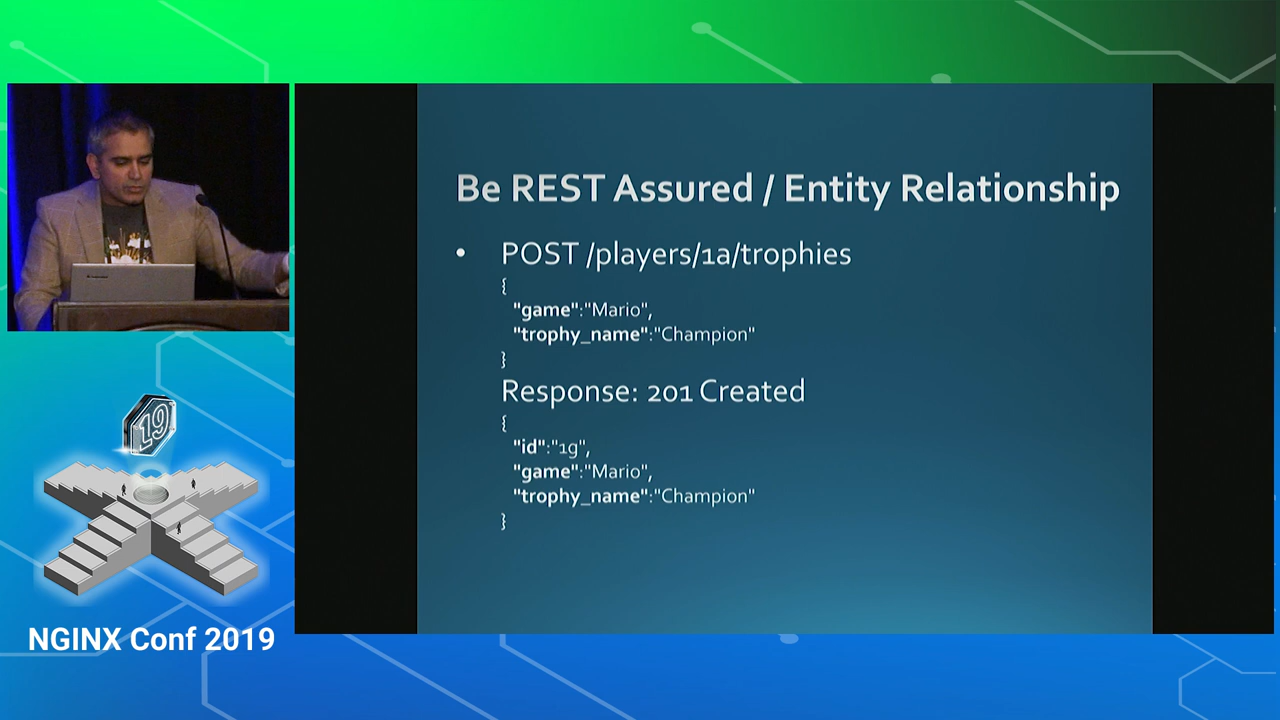 Be REST Assured / Entity Relationship
• POST /players/1a/trophies
{
"game":"Mario",
"trophy_name":"Champion"
}
Response: 201 Created
{
"id":"1g",
"game":"Mario",
"trophy_name":"Champion"
}
19
NGINX Conf 2019